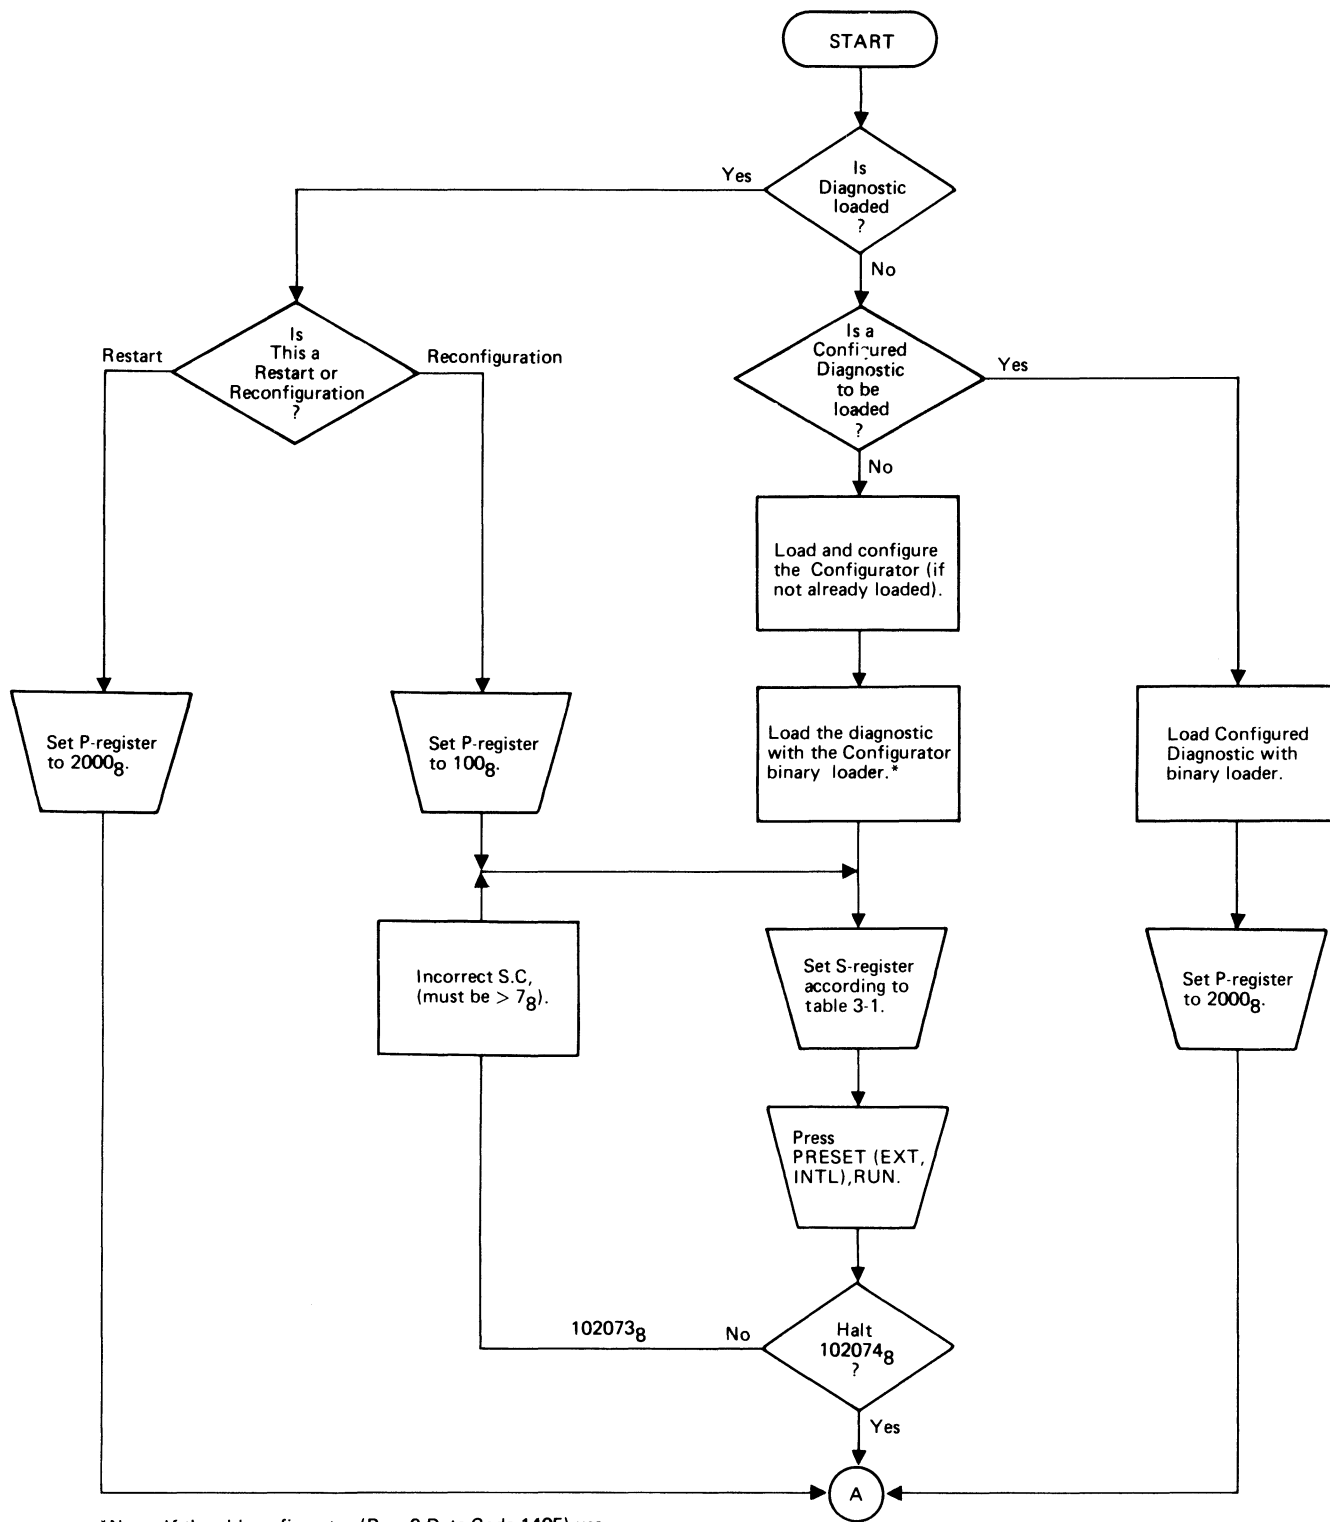 START
Is
Diagnostic
loaded
?
Yes
No
Is
This a
Restart or
Reconfiguration
?
Restart
Reconfiguration
Is a
Configured
Diagnostic
to be
loaded
?
Yes
No
Load and configure
the Configurator (if
not already loaded).
Set P-register
to 2000₈.
Set P-register
to 100₈.
Load the diagnostic
with the Configurator
binary loader.*
Load Configured
Diagnostic with
binary loader.
Incorrect S.C,
(must be > 7₈).
Set S-register
according to
table 3-1.
Set P-register
to 2000₈.
Press
PRESET (EXT,
INTL),RUN.
102073₈
No
Halt
102074₈
?
Yes
A